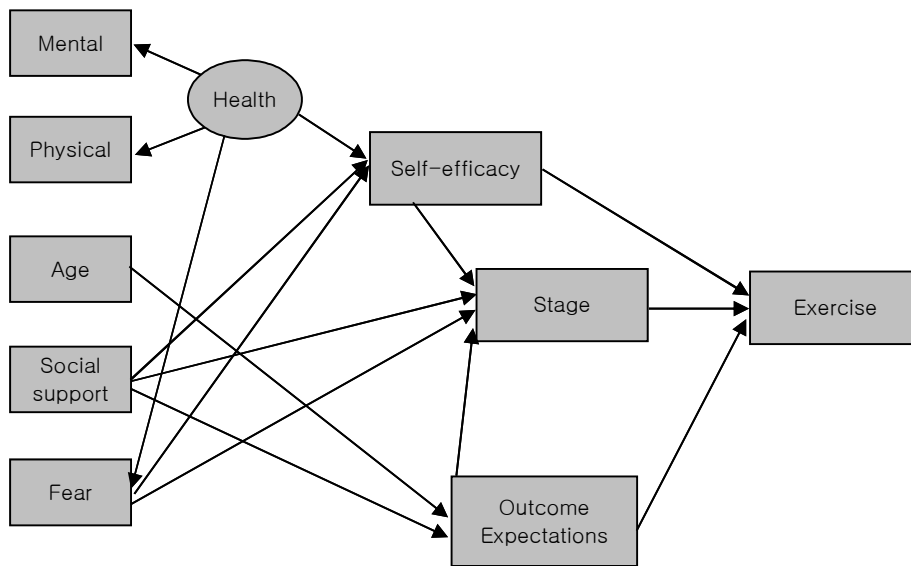 Mental
Health
Physical
Self-efficacy
Age
Stage
Exercise
Social
support
Fear
Outcome
Expectations